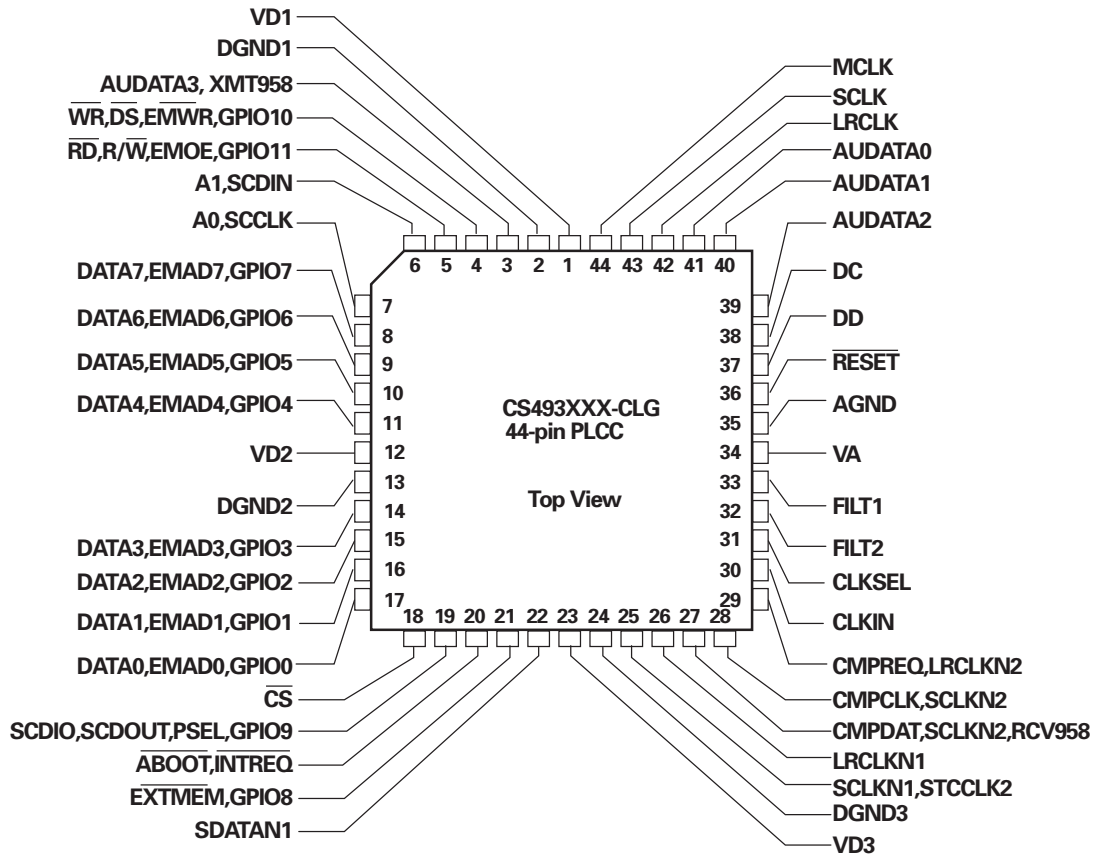 VD1
DGND1
AUDATA3, XMT958
WR,DS,EMWR,GPIO10
RD,R/W,EMOE,GPIO11
A1,SCDIN
A0,SCCLK
DATA7,EMAD7,GPIO7
DATA6,EMAD6,GPIO6
DATA5,EMAD5,GPIO5
DATA4,EMAD4,GPIO4
VD2
DGND2
DATA3,EMAD3,GPIO3
DATA2,EMAD2,GPIO2
DATA1,EMAD1,GPIO1
DATA0,EMAD0,GPIO0
CS
SCDIO,SCDOUT,PSEL,GPIO9
ABOOT,INTREQ
EXTMEM,GPIO8
SDATAN1
6 5 4 3 2 1 44 43 42 41 40
7
8
9
10
11
12
13
14
15
16
17
CS493XXX-CLG
44-pin PLCC
Top View
39
38
37
36
35
34
33
32
31
30
29
18 19 20 21 22 23 24 25 26 27 28
MCLK
SCLK
LRCLK
AUDATA0
AUDATA1
AUDATA2
DC
DD
RESET
AGND
VA
FILT1
FILT2
CLKSEL
CLKIN
CMPREQ,LRCLKN2
CMPCLK,SCLKN2
CMPDAT,SCLKN2,RCV958
LRCLKN1
SCLKN1,STCCLK2
DGND3
VD3